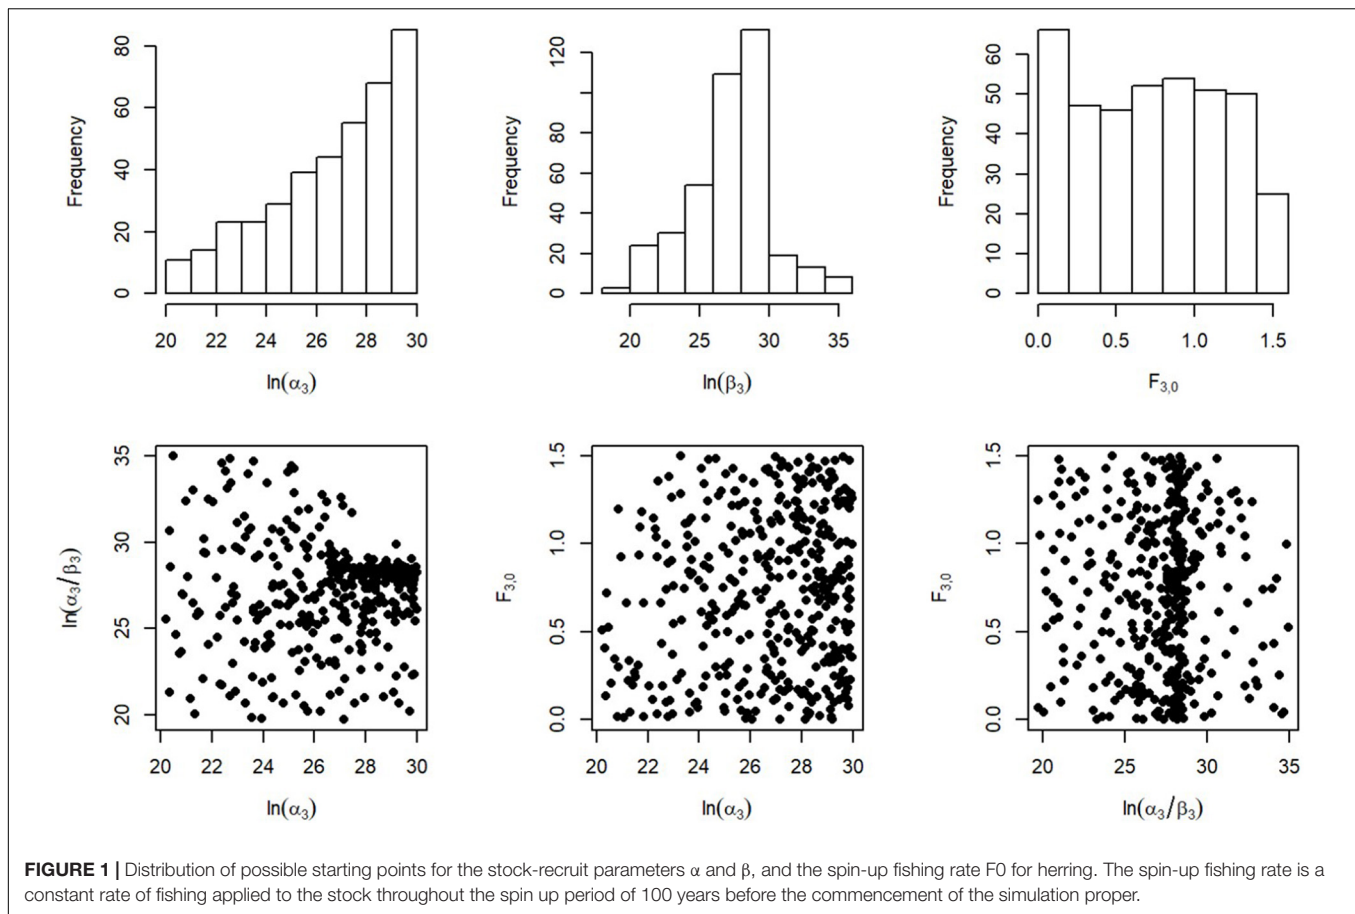 Frequency
0 20 40 60 80
20 22 24 26 28 30
ln(α₃)
Frequency
0 20 40 60 80 120
20 25 30 35
ln(β₃)
Frequency
0 10 20 30 40 50 60
0.0 0.5 1.0 1.5
F₃,₀
ln(α₃/β₃)
20 25 30 35
20 22 24 26 28 30
ln(α₃)
F₃,₀
0.0 0.5 1.0 1.5
20 22 24 26 28 30
ln(α₃)
F₃,₀
0.0 0.5 1.0 1.5
20 25 30 35
ln(α₃/β₃)
FIGURE 1 | Distribution of possible starting points for the stock-recruit parameters α and β, and the spin-up fishing rate F0 for herring. The spin-up fishing rate is a
constant rate of fishing applied to the stock throughout the spin up period of 100 years before the commencement of the simulation proper.